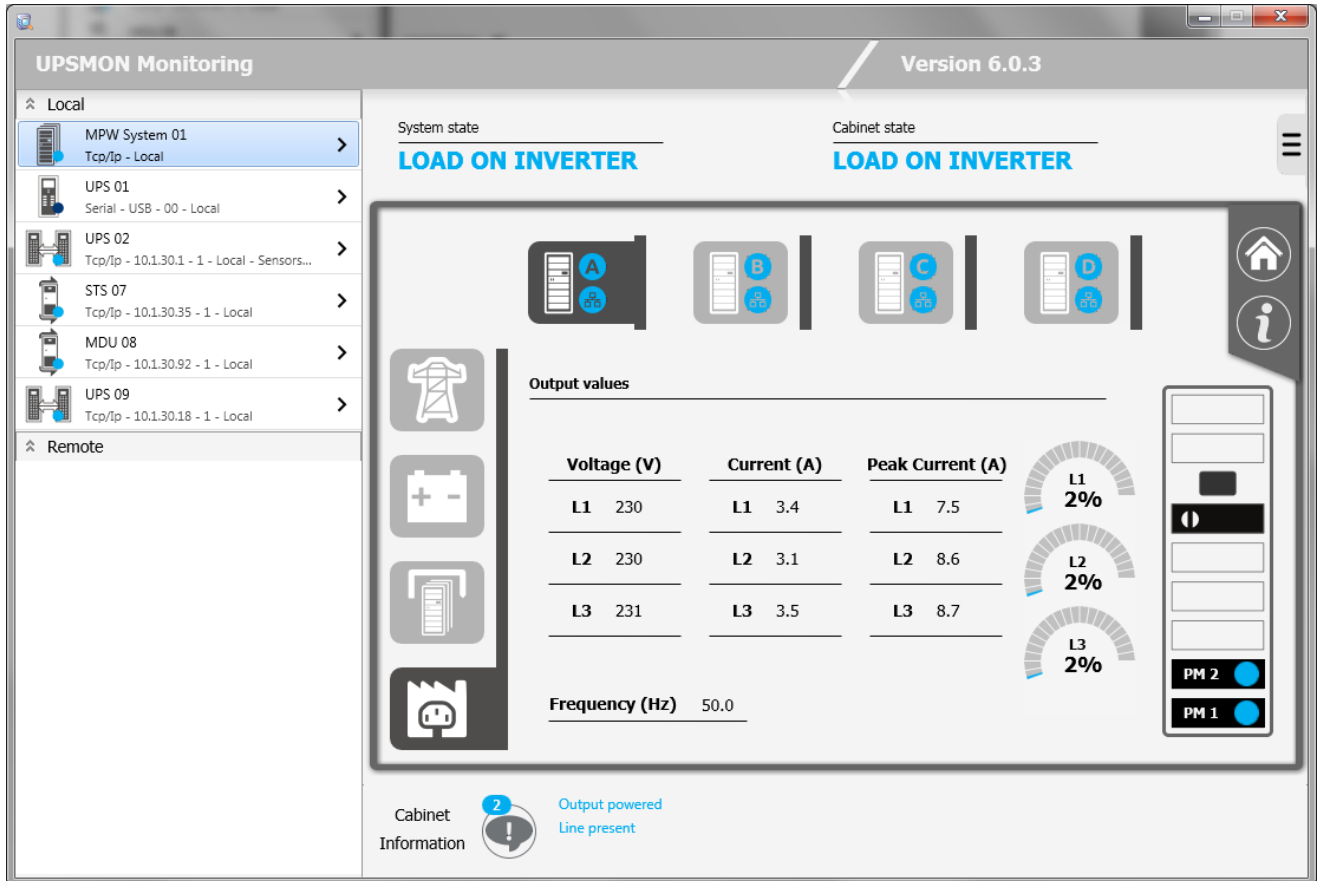 UPSMON Monitoring
Version 6.0.3
Local
MPW System 01
Tcp/Ip - Local
UPS 01
Serial - USB - 00 - Local
UPS 02
Tcp/Ip - 10.1.30.1 - 1 - Local - Sensors...
STS 07
Tcp/Ip - 10.1.30.35 - 1 - Local
MDU 08
Tcp/Ip - 10.1.30.92 - 1 - Local
UPS 09
Tcp/Ip - 10.1.30.18 - 1 - Local
Remote
System state
LOAD ON INVERTER
Cabinet state
LOAD ON INVERTER
A
B
C
D
Output values
Voltage (V) Current (A) Peak Current (A)
L1 230 L1 3.4 L1 7.5
L2 230 L2 3.1 L2 8.6
L3 231 L3 3.5 L3 8.7
L1
2%
L2
2%
L3
2%
Frequency (Hz) 50.0
PM 2
PM 1
Cabinet
Information
2
Output powered
Line present